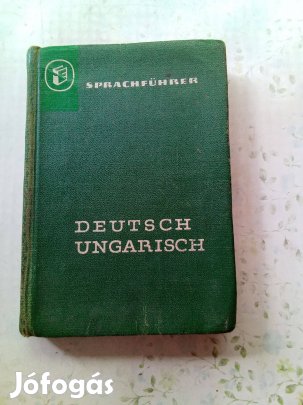 SPRACHFÜHRER
DEUTSCH
UNGARISCH
Jófogás